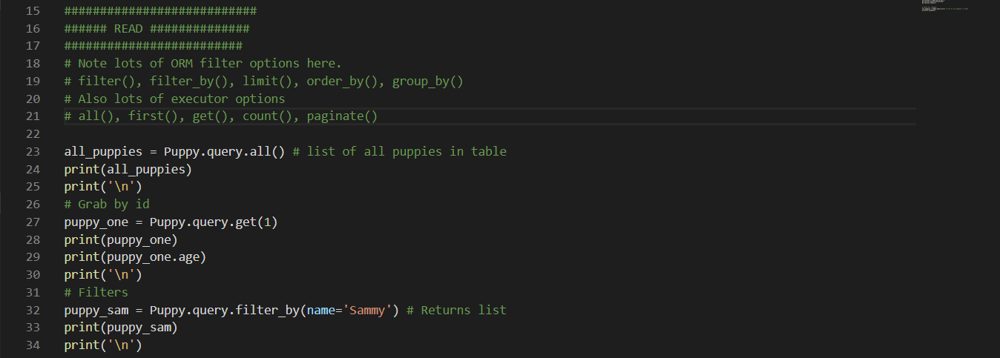 15 ###########################
16 ###### READ ##############
17 #########################
18 # Note lots of ORM filter options here.
19 # filter(), filter_by(), limit(), order_by(), group_by()
20 # Also lots of executor options
21 # all(), first(), get(), count(), paginate()
22
23 all_puppies = Puppy.query.all() # list of all puppies in table
24 print(all_puppies)
25 print('\n')
26 # Grab by id
27 puppy_one = Puppy.query.get(1)
28 print(puppy_one)
29 print(puppy_one.age)
30 print('\n')
31 # Filters
32 puppy_sam = Puppy.query.filter_by(name='Sammy') # Returns list
33 print(puppy_sam)
34 print('\n')